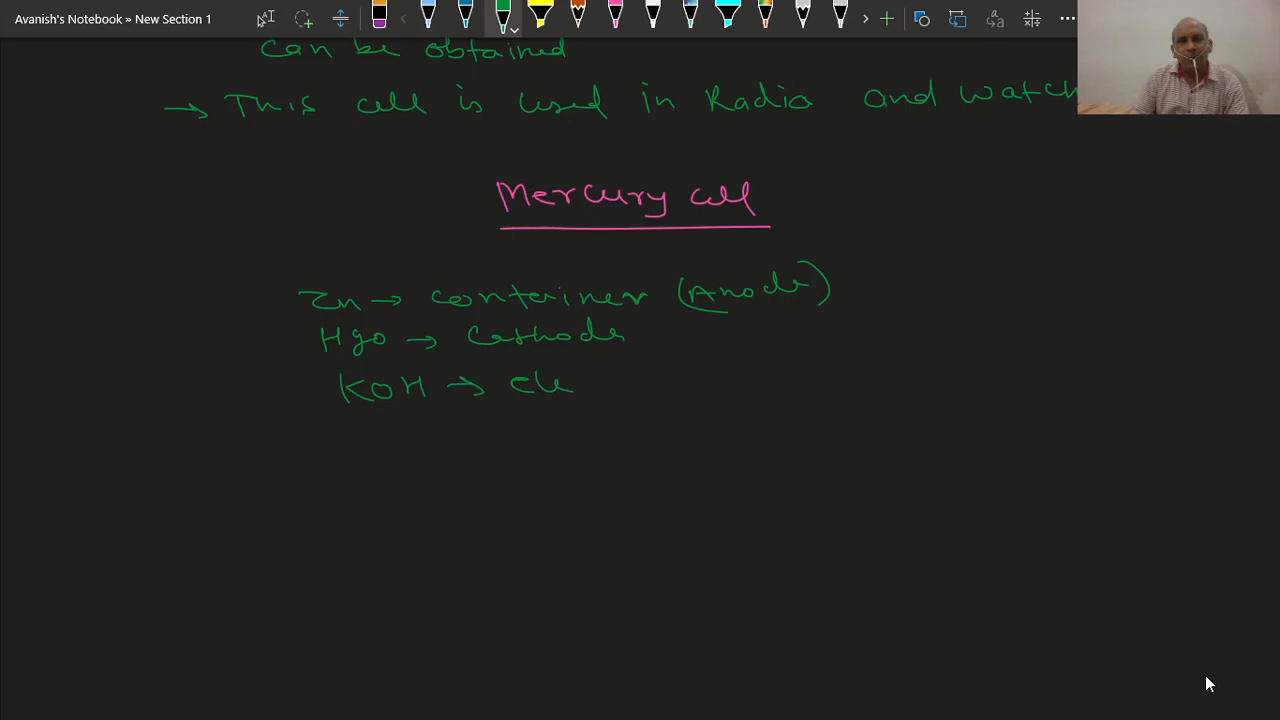 Avanish's Notebook » New Section 1
can be obtained
→ This cell is used in Radio and watch
Mercury cell
Zn → container (Anode)
HgO → Cathode
KOH → ele